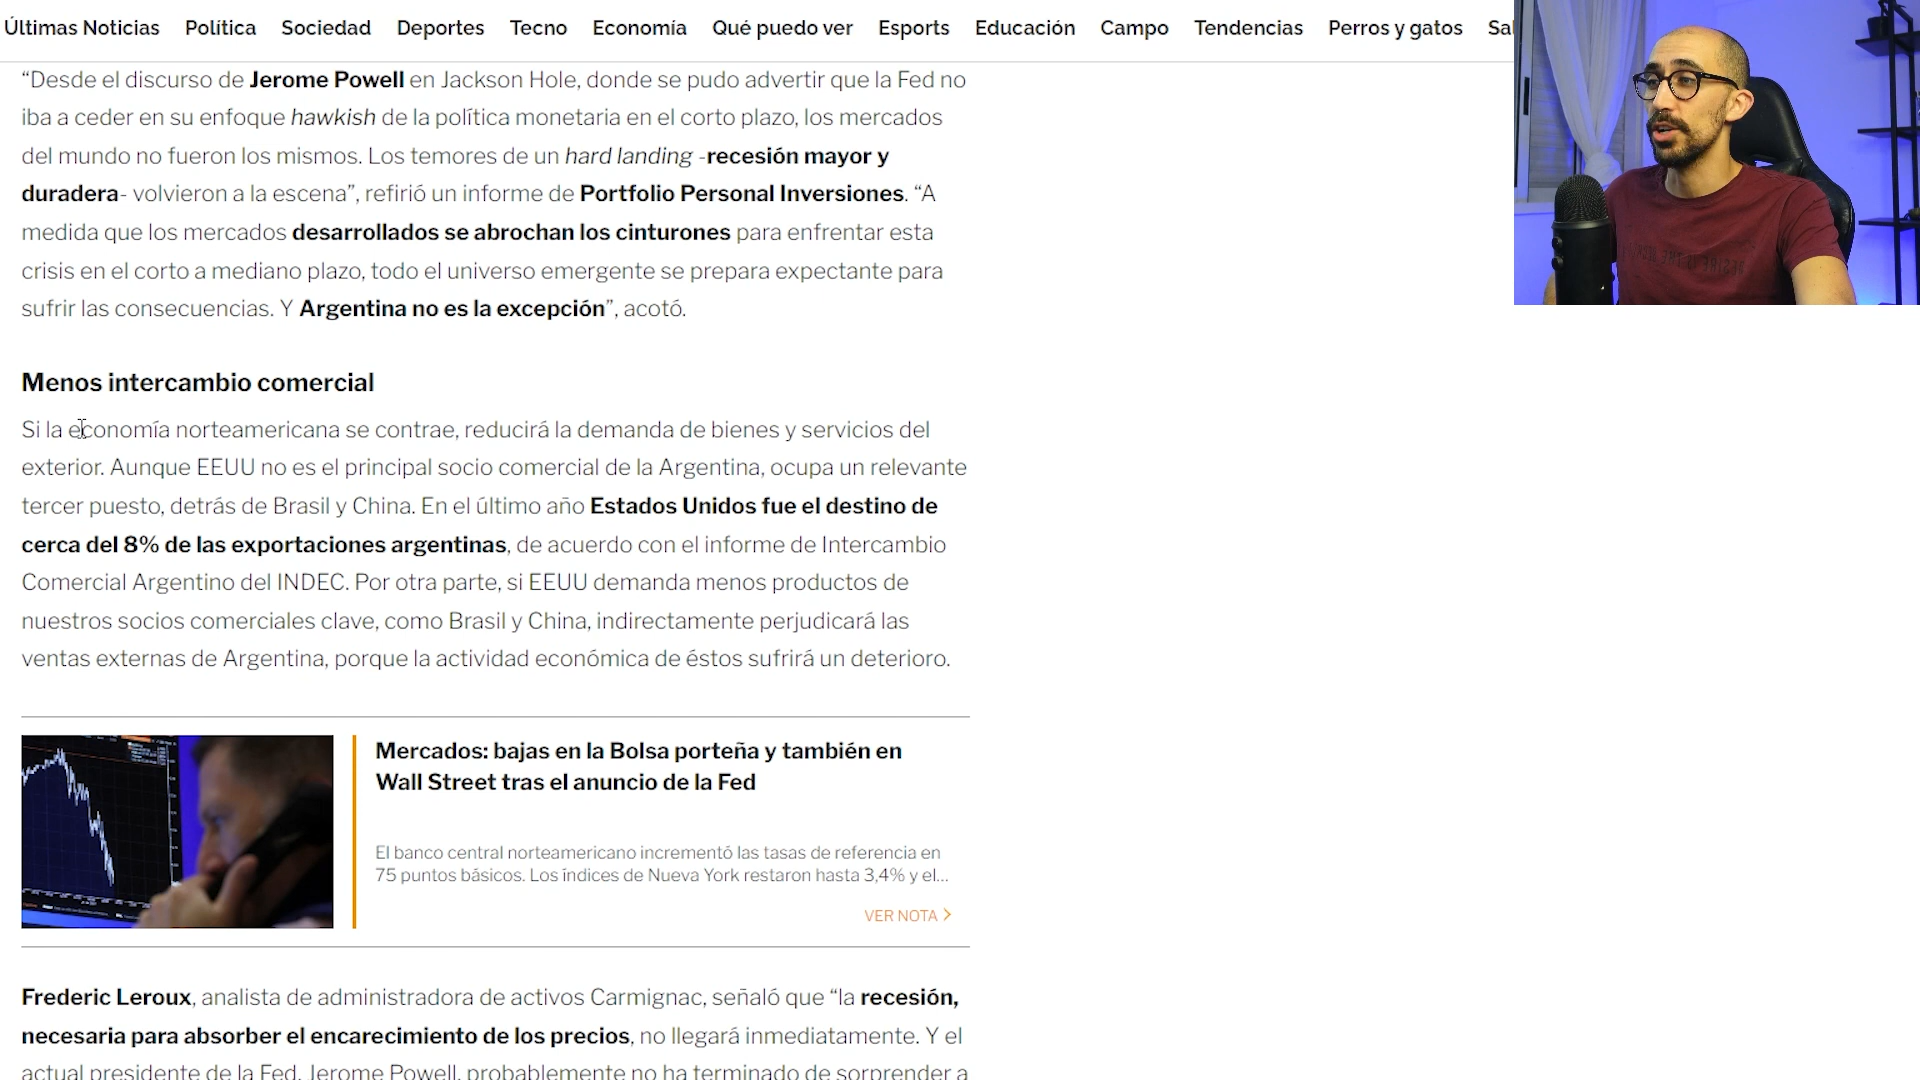 Últimas Noticias Política Sociedad Deportes Tecno Economía Qué puedo ver Esports Educación Campo Tendencias Perros y gatos
“Desde el discurso de Jerome Powell en Jackson Hole, donde se pudo advertir que la Fed no
iba a ceder en su enfoque hawkish de la política monetaria en el corto plazo, los mercados
del mundo no fueron los mismos. Los temores de un hard landing -recesión mayor y
duradera- volvieron a la escena”, refirió un informe de Portfolio Personal Inversiones. “A
medida que los mercados desarrollados se abrochan los cinturones para enfrentar esta
crisis en el corto a mediano plazo, todo el universo emergente se prepara expectante para
sufrir las consecuencias. Y Argentina no es la excepción”, acotó.
Menos intercambio comercial
Si la economía norteamericana se contrae, reducirá la demanda de bienes y servicios del
exterior. Aunque EEUU no es el principal socio comercial de la Argentina, ocupa un relevante
tercer puesto, detrás de Brasil y China. En el último año Estados Unidos fue el destino de
cerca del 8% de las exportaciones argentinas, de acuerdo con el informe de Intercambio
Comercial Argentino del INDEC. Por otra parte, si EEUU demanda menos productos de
nuestros socios comerciales clave, como Brasil y China, indirectamente perjudicará las
ventas externas de Argentina, porque la actividad económica de éstos sufrirá un deterioro.
Mercados: bajas en la Bolsa porteña y también en
Wall Street tras el anuncio de la Fed
El banco central norteamericano incrementó las tasas de referencia en
75 puntos básicos. Los índices de Nueva York restaron hasta 3,4% y el...
VER NOTA
Frederic Leroux, analista de administradora de activos Carmignac, señaló que “la recesión,
necesaria para absorber el encarecimiento de los precios, no llegará inmediatamente. Y el
actual presidente de la Fed, Jerome Powell, probablemente no ha terminado de sorprender a